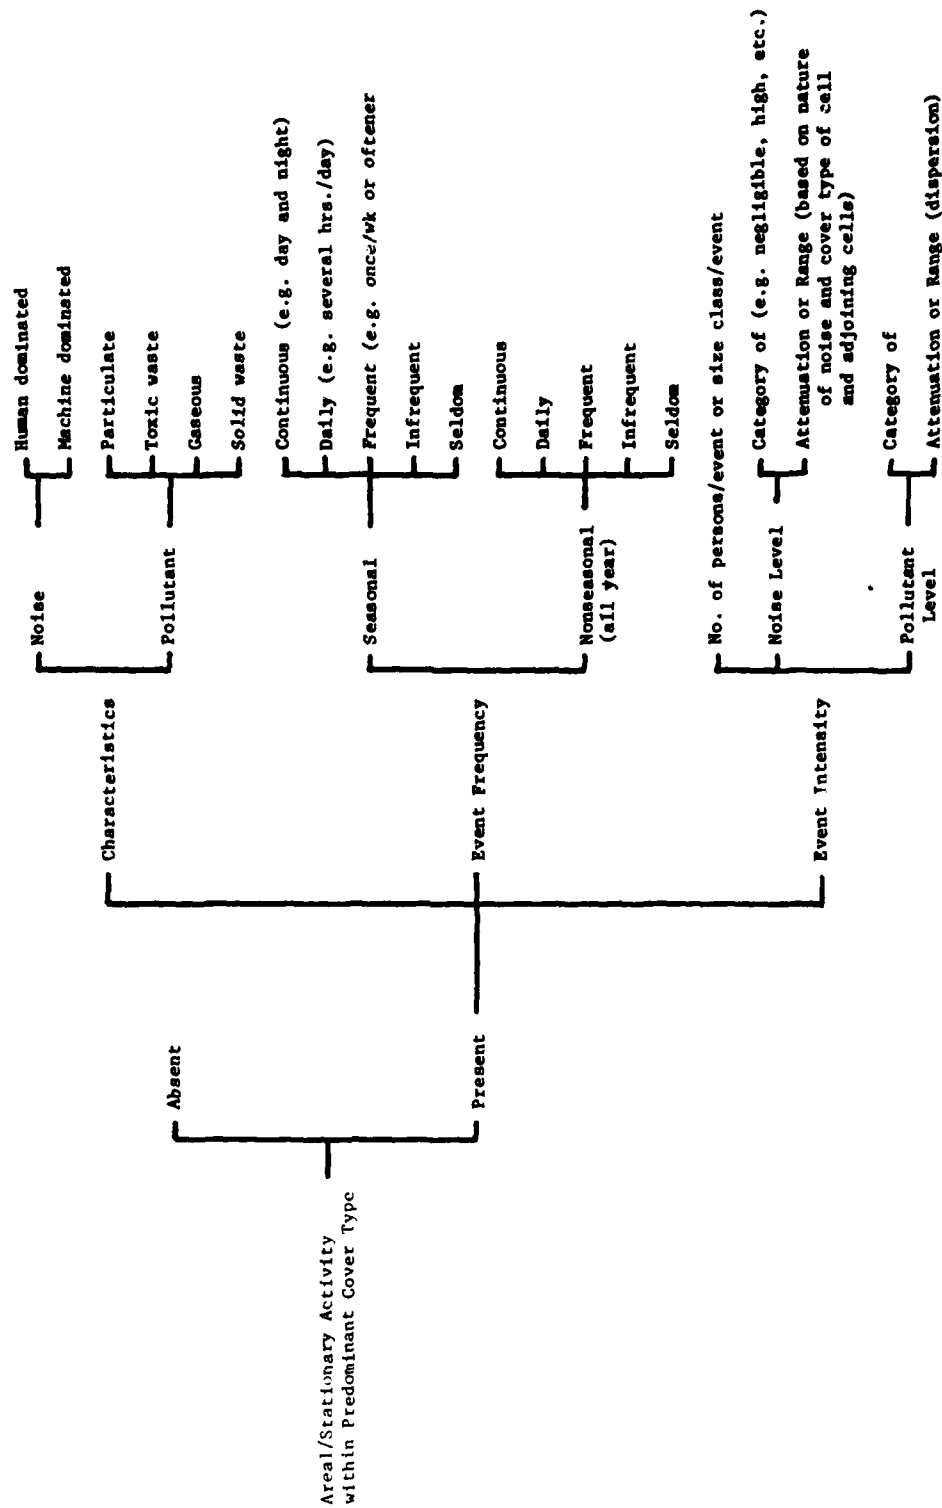 Areal/Stationary Activity
within Predominant Cover Type
Absent
Present
Characteristics
Noise
Human dominated
Machine dominated
Pollutant
Particulate
Toxic waste
Gaseous
Solid waste
Event Frequency
Seasonal
Continuous (e.g. day and night)
Daily (e.g. several hrs./day)
Frequent (e.g. once/wk or oftener
Infrequent
Seldom
Nonseasonal
(all year)
Continuous
Daily
Frequent
Infrequent
Seldom
Event Intensity
No. of persons/event or size class/event
Noise Level
Category of (e.g. negligible, high, etc.)
Attenuation or Range (based on nature
of noise and cover type of cell
and adjoining cells)
Pollutant
Level
Category of
Attenuation or Range (dispersion)